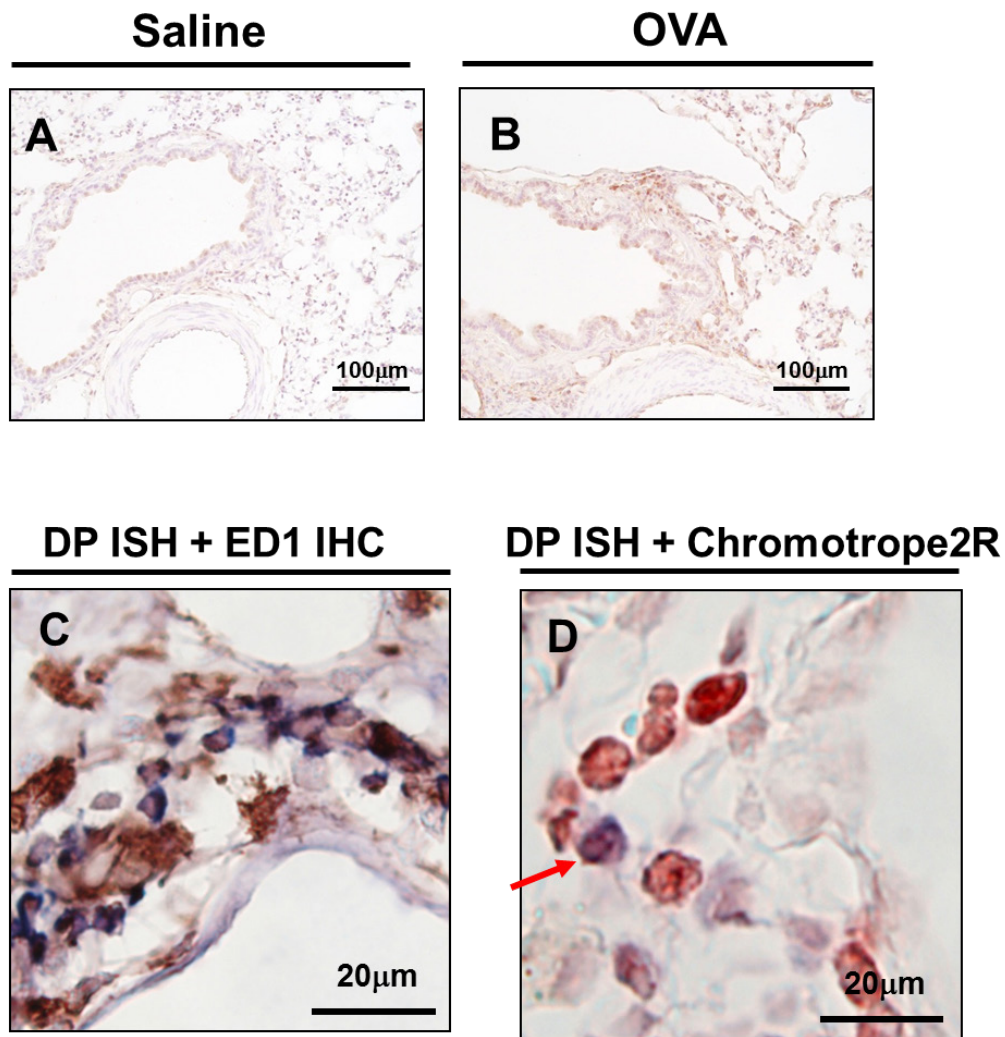 Saline
OVA
A
B
100μm
100μm
DP ISH + ED1 IHC
DP ISH + Chromotrope2R
C
D
20μm
20μm